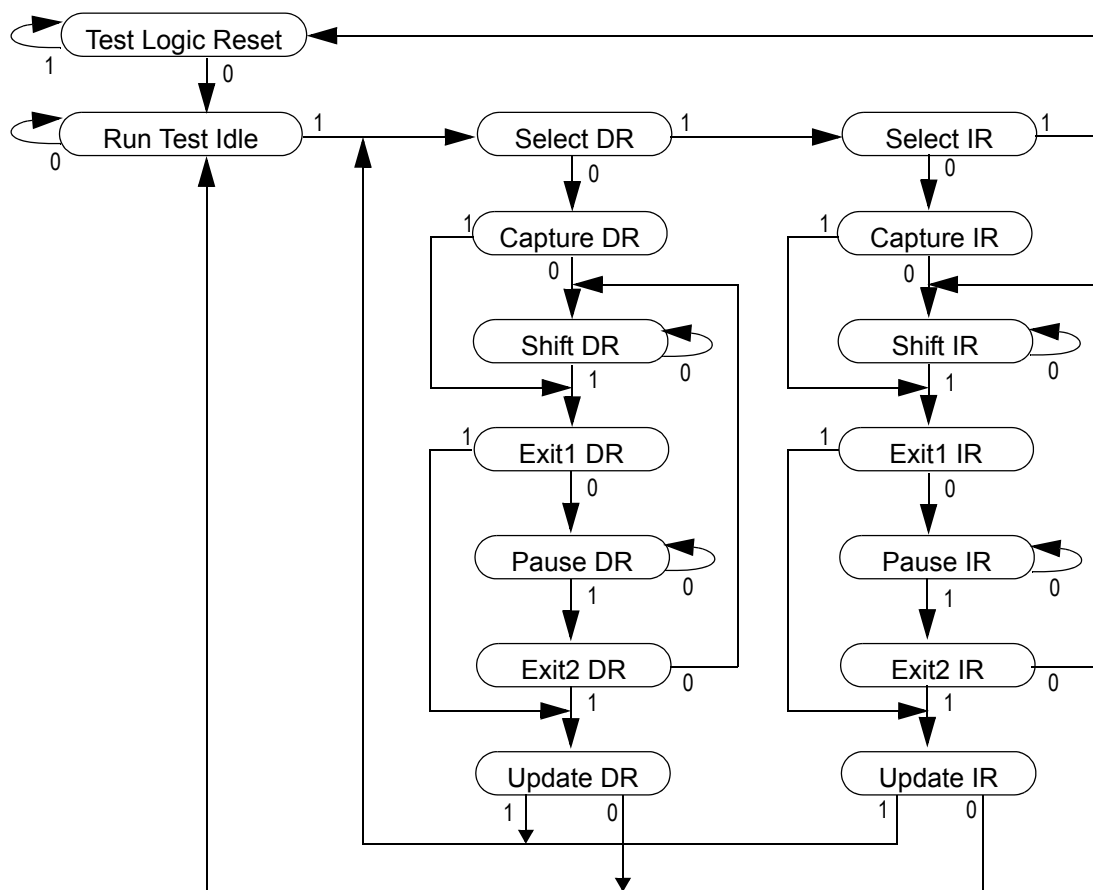 Test Logic Reset
1
0
Run Test Idle
1
Select DR
1
Select IR
1
0
0
0
1
Capture DR
1
Capture IR
0
0
Shift DR
Shift IR
1
0
1
0
1
Exit1 DR
1
Exit1 IR
0
0
Pause DR
Pause IR
1
0
1
0
Exit2 DR
Exit2 IR
0
0
1
1
Update DR
Update IR
1
0
1
0